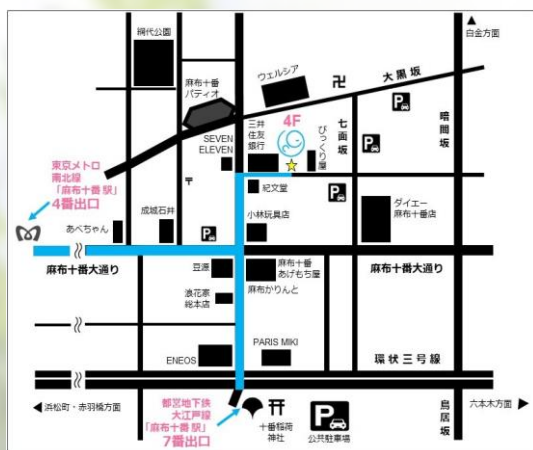 白金方面
網代公園
ウェルシア
卍
大黒坂
麻布十番
パティオ
SEVEN
ELEVEN
三井
住友
銀行
4F
びっくり屋
七面坂
暗闇坂
東京メトロ
南北線
「麻布十番 駅」
4番出口
〒
紀文堂
成城石井
あべちゃん
小林玩具店
ダイエー
麻布十番店
麻布十番大通り
麻布十番大通り
豆源
麻布十番
あげもち屋
浪花家
総本店
麻布かりんと
ENEOS
PARIS MIKI
環状三号線
浜松町・赤羽橋方面
都営地下鉄
大江戸線
「麻布十番 駅」
7番出口
十番稲荷
神社
P
公共駐車場
鳥居坂
六本木方面